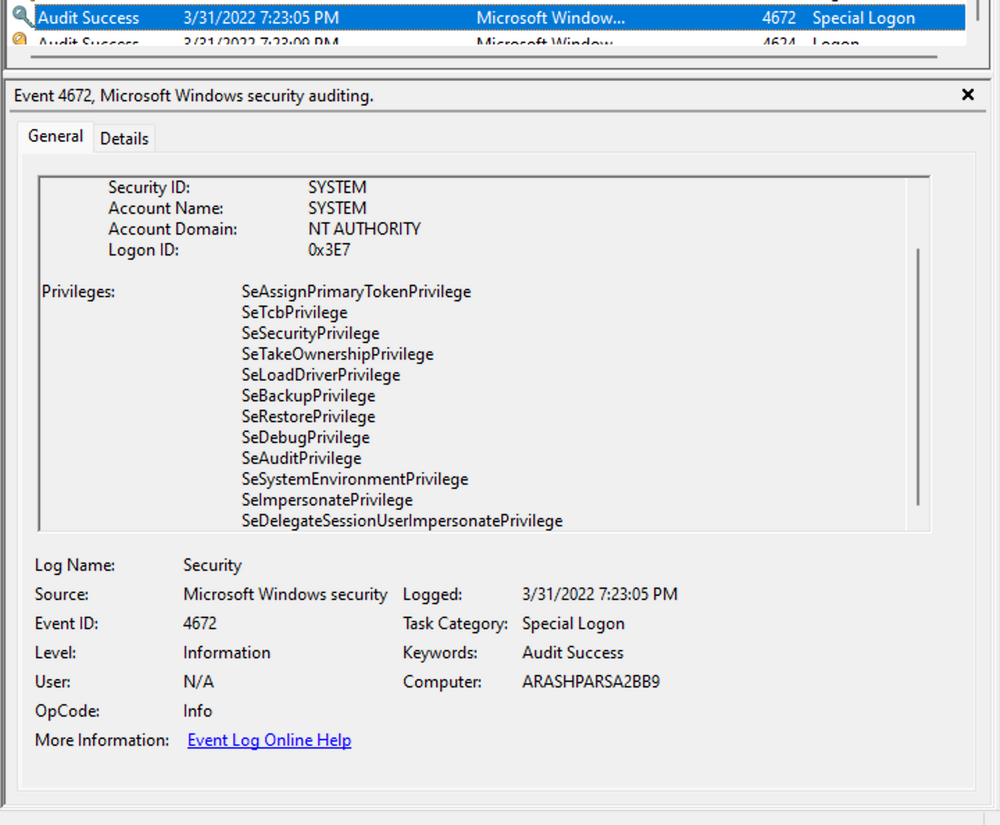 Audit Success 3/31/2022 7:23:05 PM Microsoft Window... 4672 Special Logon
Audit Success 3/31/2022 7:23:09 PM Microsoft Window 4624 Logon
Event 4672, Microsoft Windows security auditing.
General Details
Security ID: SYSTEM
Account Name: SYSTEM
Account Domain: NT AUTHORITY
Logon ID: 0x3E7
Privileges: SeAssignPrimaryTokenPrivilege
SeTcbPrivilege
SeSecurityPrivilege
SeTakeOwnershipPrivilege
SeLoadDriverPrivilege
SeBackupPrivilege
SeRestorePrivilege
SeDebugPrivilege
SeAuditPrivilege
SeSystemEnvironmentPrivilege
SeImpersonatePrivilege
SeDelegateSessionUserImpersonatePrivilege
Log Name: Security
Source: Microsoft Windows security Logged: 3/31/2022 7:23:05 PM
Event ID: 4672 Task Category: Special Logon
Level: Information Keywords: Audit Success
User: N/A Computer: ARASHPARSA2BB9
OpCode: Info
More Information: Event Log Online Help